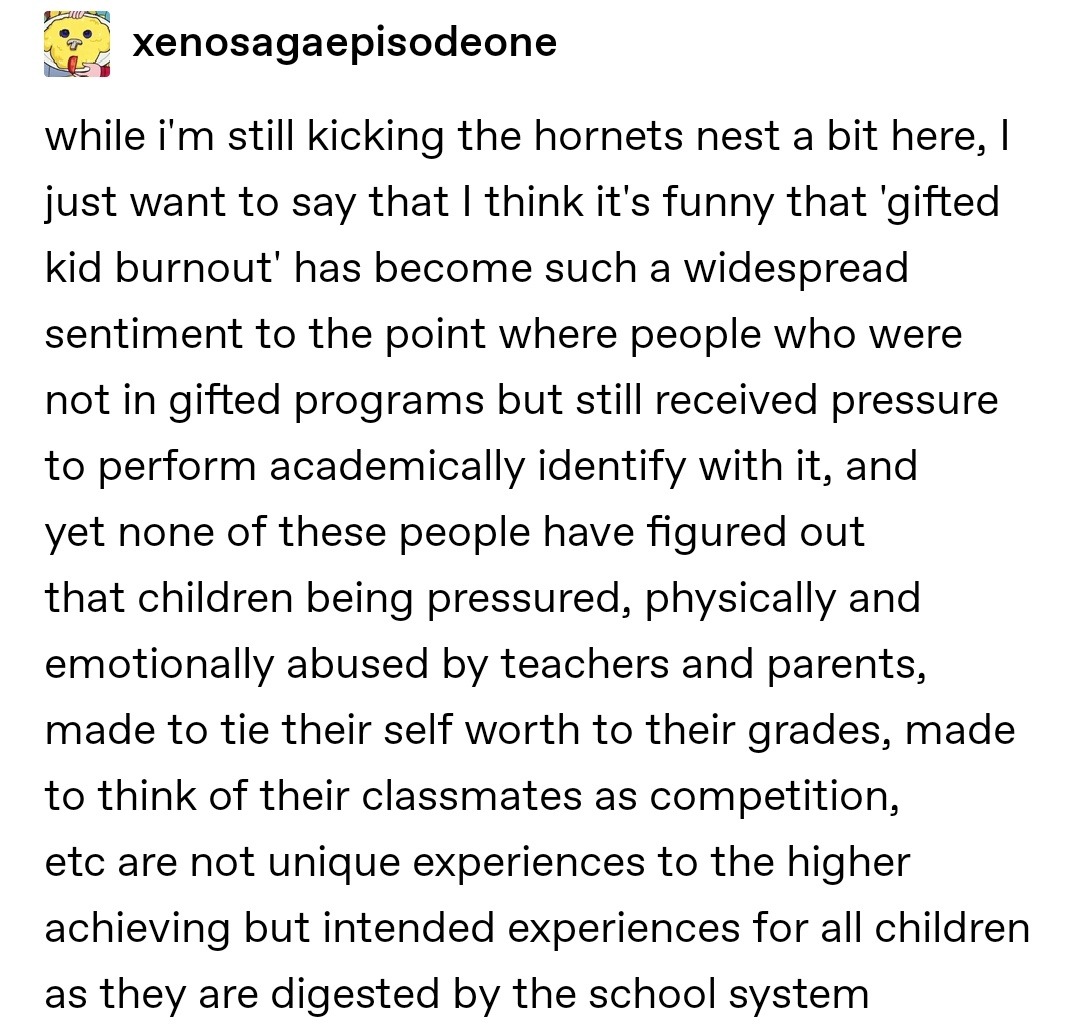 xenosagaepisodeone
while i'm still kicking the hornets nest a bit here, I
just want to say that I think it's funny that 'gifted
kid burnout' has become such a widespread
sentiment to the point where people who were
not in gifted programs but still received pressure
to perform academically identify with it, and
yet none of these people have figured out
that children being pressured, physically and
emotionally abused by teachers and parents,
made to tie their self worth to their grades, made
to think of their classmates as competition,
etc are not unique experiences to the higher
achieving but intended experiences for all children
as they are digested by the school system